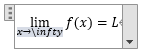 lim f(x) = L
x→\infty